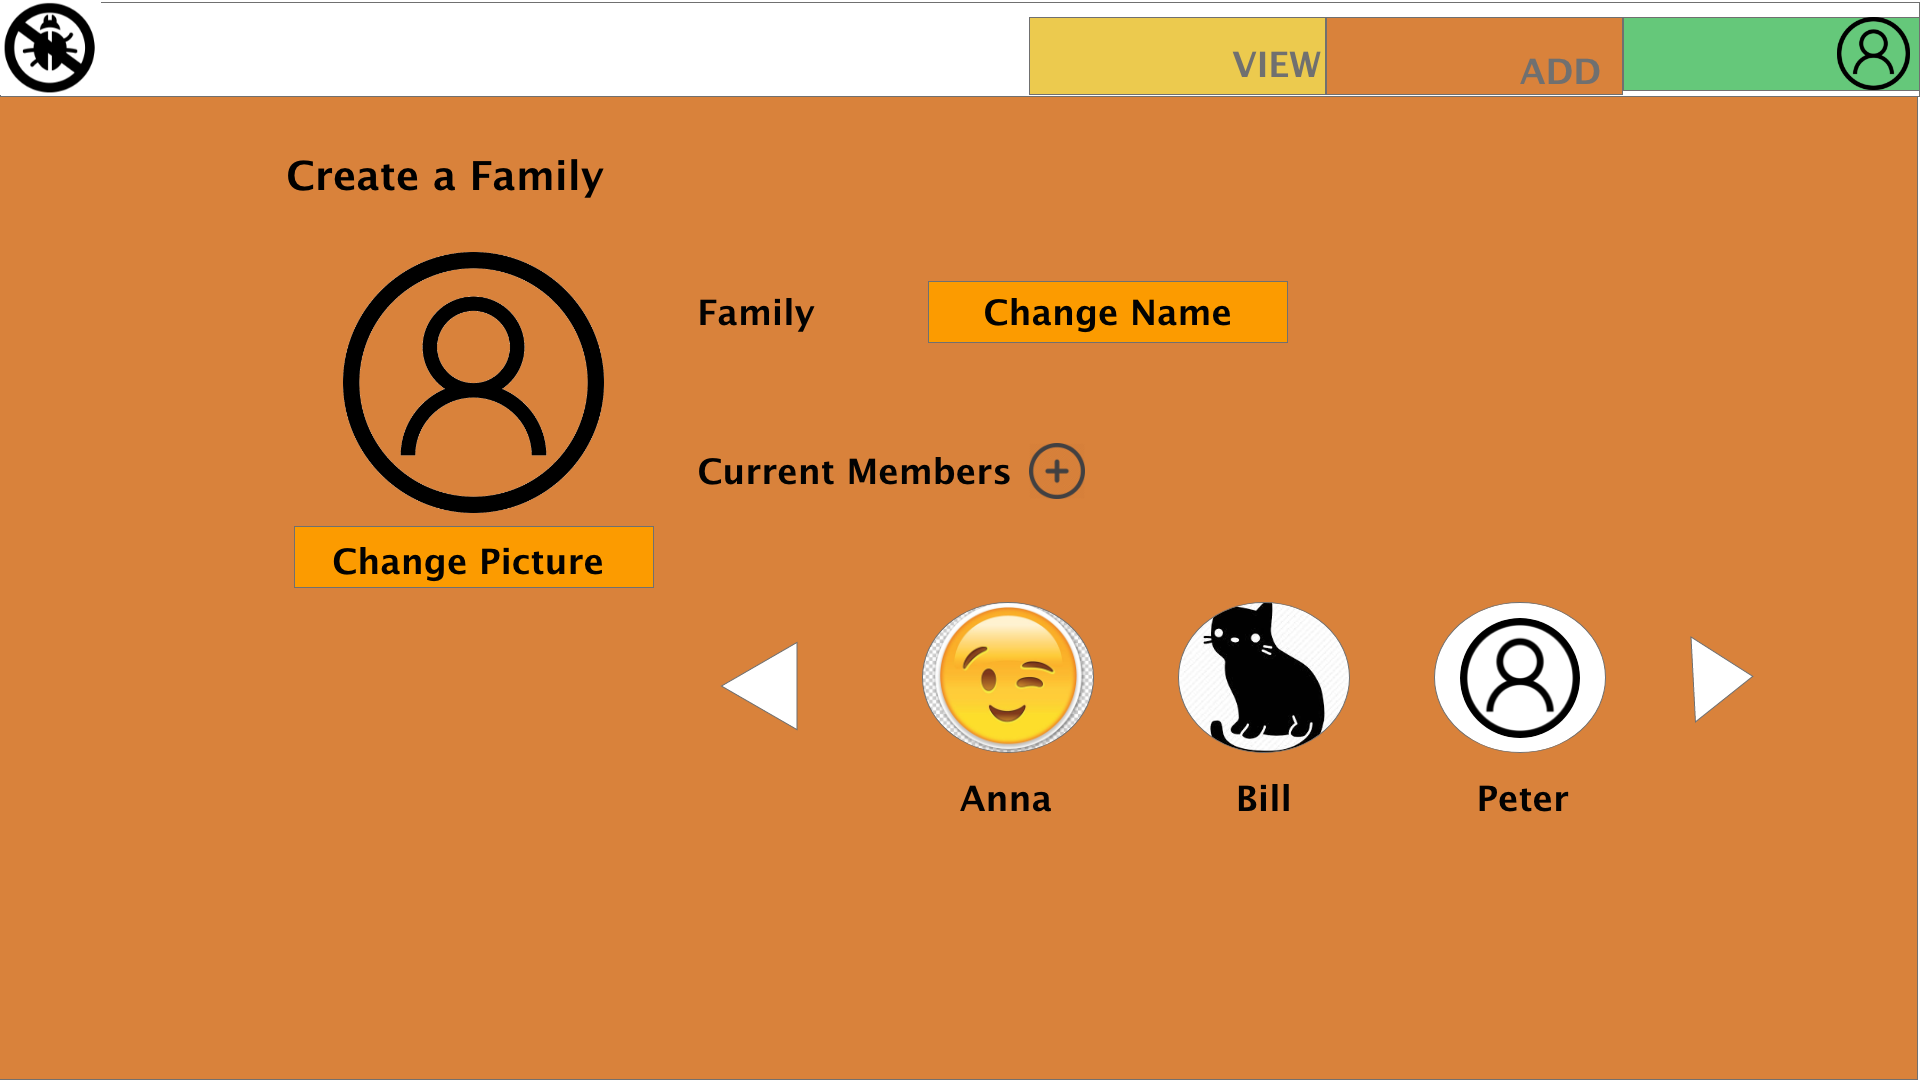 VIEW
ADD
Create a Family
Family
Change Name
Current Members
Change Picture
Anna
Bill
Peter